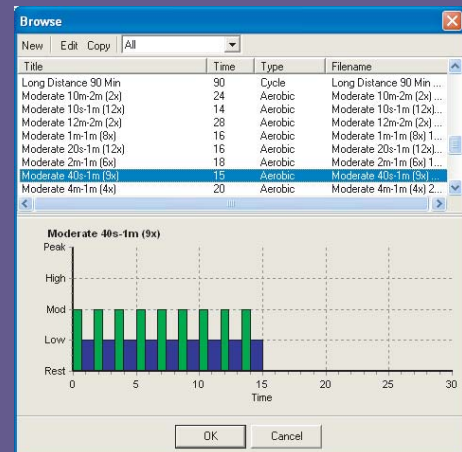 Browse
New Edit Copy All
Title Time Type Filename
Long Distance 90 Min 90 Cycle Long Distance 90 Min ...
Moderate 10m-2m (2x) 24 Aerobic Moderate 10m-2m (2x) ...
Moderate 10s-1m (12x) 14 Aerobic Moderate 10s-1m (12x)...
Moderate 12m-2m (2x) 28 Aerobic Moderate 12m-2m (2x) ...
Moderate 1m-1m (8x) 16 Aerobic Moderate 1m-1m (8x) 1...
Moderate 20s-1m (12x) 16 Aerobic Moderate 20s-1m (12x)...
Moderate 2m-1m (6x) 18 Aerobic Moderate 2m-1m (6x) 1...
Moderate 40s-1m (9x) 15 Aerobic Moderate 40s-1m (9x) ...
Moderate 4m-1m (4x) 20 Aerobic Moderate 4m-1m (4x) 2...
Moderate 40s-1m (9x)
Peak
High
Mod
Low
Rest
0 5 10 15 20 25 30
Time
OK Cancel